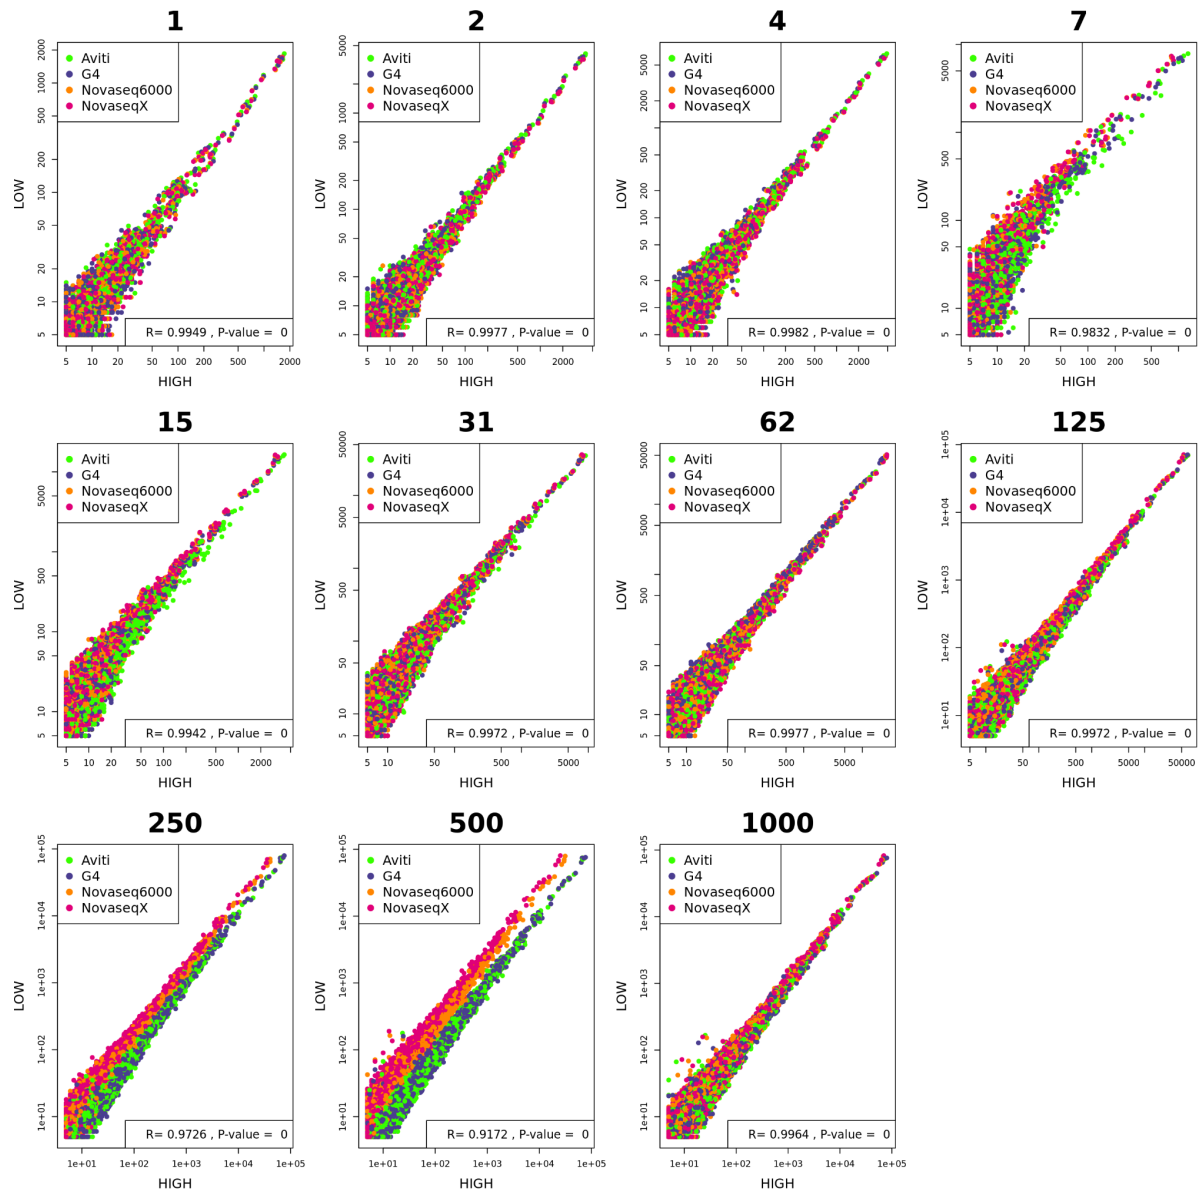 1
2000
1000
500
200
100
50
20
10
5
LOW
Aviti
G4
Novaseq6000
NovaseqX
R= 0.9949 , P-value = 0
5 10 20 50 100 200 500 2000
HIGH
2
5000
1000
500
200
100
50
20
10
5
LOW
Aviti
G4
Novaseq6000
NovaseqX
R= 0.9977 , P-value = 0
5 10 20 50 100 500 2000
HIGH
4
5000
2000
500
200
100
50
20
10
5
LOW
Aviti
G4
Novaseq6000
NovaseqX
R= 0.9982 , P-value = 0
5 10 20 50 100 200 500 2000
HIGH
7
5000
500
100
50
10
5
LOW
Aviti
G4
Novaseq6000
NovaseqX
R= 0.9832 , P-value = 0
5 10 20 50 100 200 500
HIGH
15
5000
500
100
50
10
5
LOW
Aviti
G4
Novaseq6000
NovaseqX
R= 0.9942 , P-value = 0
5 10 20 50 100 500 2000
HIGH
31
50000
5000
500
50
10
5
LOW
Aviti
G4
Novaseq6000
NovaseqX
R= 0.9972 , P-value = 0
5 10 50 500 5000
HIGH
62
50000
5000
500
50
10
5
LOW
Aviti
G4
Novaseq6000
NovaseqX
R= 0.9977 , P-value = 0
5 10 50 500 5000
HIGH
125
1e+05
1e+04
1e+03
1e+02
1e+01
LOW
Aviti
G4
Novaseq6000
NovaseqX
R= 0.9972 , P-value = 0
5 50 500 5000 50000
HIGH
250
1e+05
1e+04
1e+03
1e+02
1e+01
LOW
Aviti
G4
Novaseq6000
NovaseqX
R= 0.9726 , P-value = 0
1e+01 1e+02 1e+03 1e+04 1e+05
HIGH
500
1e+05
1e+04
1e+03
1e+02
1e+01
LOW
Aviti
G4
Novaseq6000
NovaseqX
R= 0.9172 , P-value = 0
1e+01 1e+02 1e+03 1e+04 1e+05
HIGH
1000
1e+05
1e+04
1e+03
1e+02
1e+01
LOW
Aviti
G4
Novaseq6000
NovaseqX
R= 0.9964 , P-value = 0
1e+01 1e+02 1e+03 1e+04 1e+05
HIGH